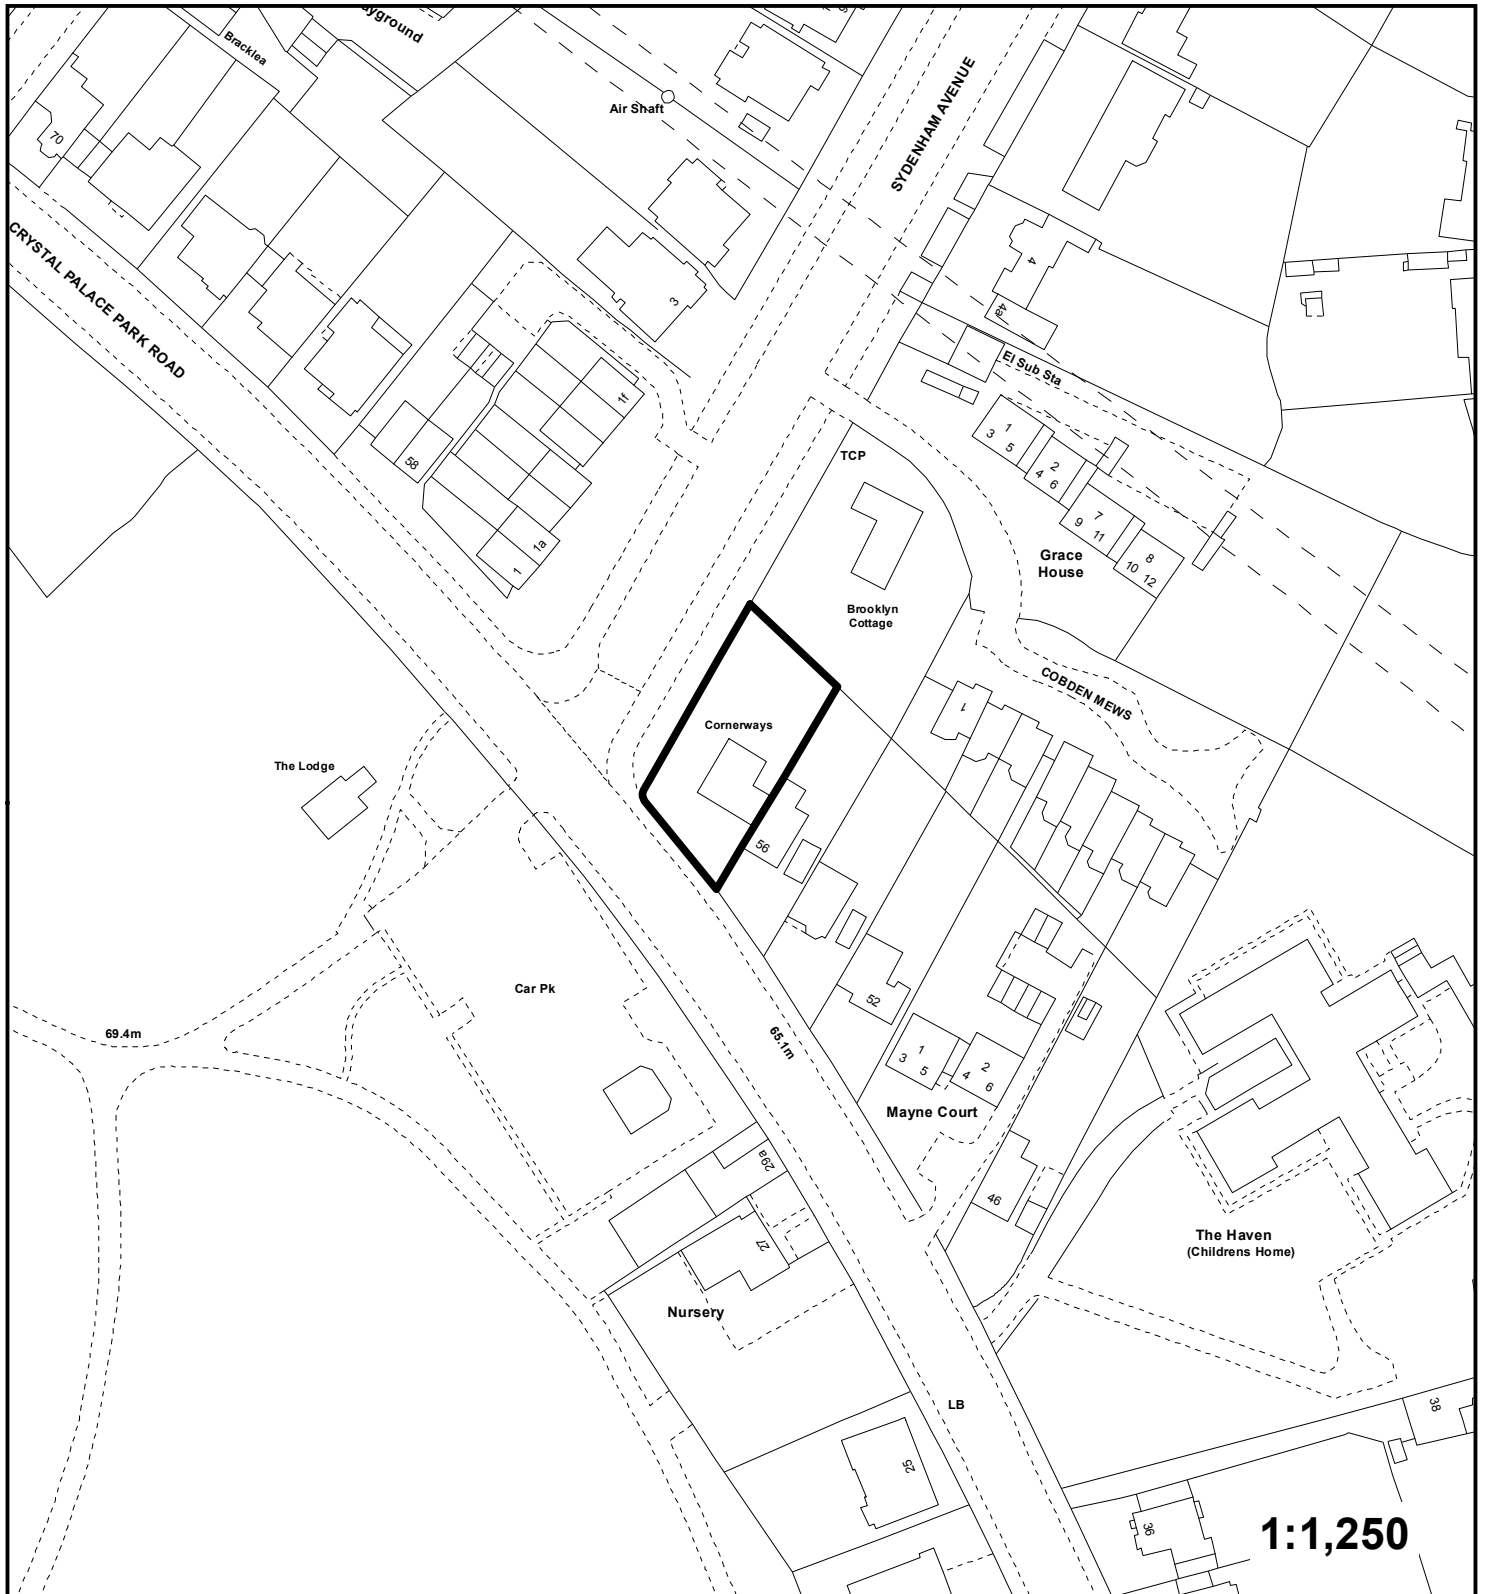 yground
Bracklea
70
Air Shaft
SYDENHAM AVENUE
CRYSTAL PALACE PARK ROAD
3
4
4a
El Sub Sta
1f
58
1a
1
TCP
1
3 5
2
4 6
7
9 11
8
10 12
Grace
House
Brooklyn
Cottage
COBDEN MEWS
1
Cornerways
The Lodge
56
52
Car Pk
69.4m
65.1m
1
3 5
2
4 6
Mayne Court
29a
46
27
The Haven
(Childrens Home)
Nursery
LB
38
25
36
1:1,250